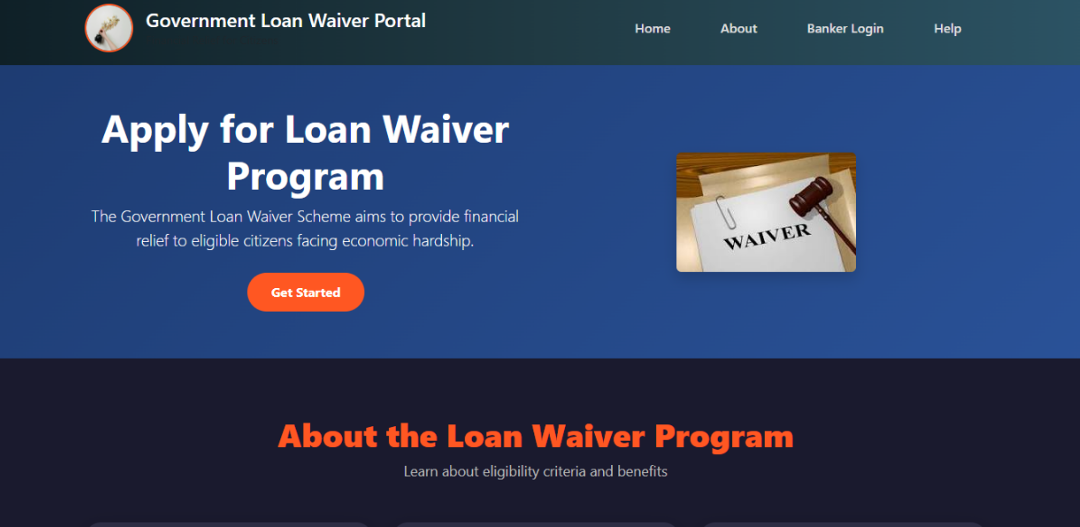 Government Loan Waiver Portal
Home
About
Banker Login
Help
Apply for Loan Waiver
Program
The Government Loan Waiver Scheme aims to provide financial
relief to eligible citizens facing economic hardship.
Get Started
WAIVER
About the Loan Waiver Program
Learn about eligibility criteria and benefits